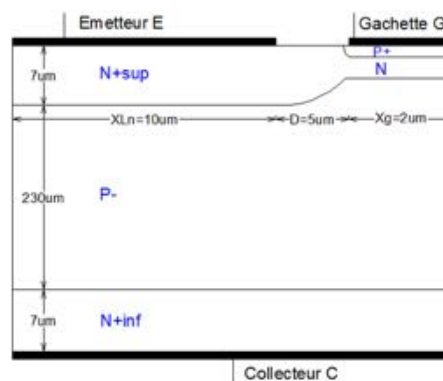 Emetteur E
Gachette G
P+
7um
N+sup
N
XLn=10um
D=5um
Xg=2um
230um
P-
7um
N+inf
Collecteur C